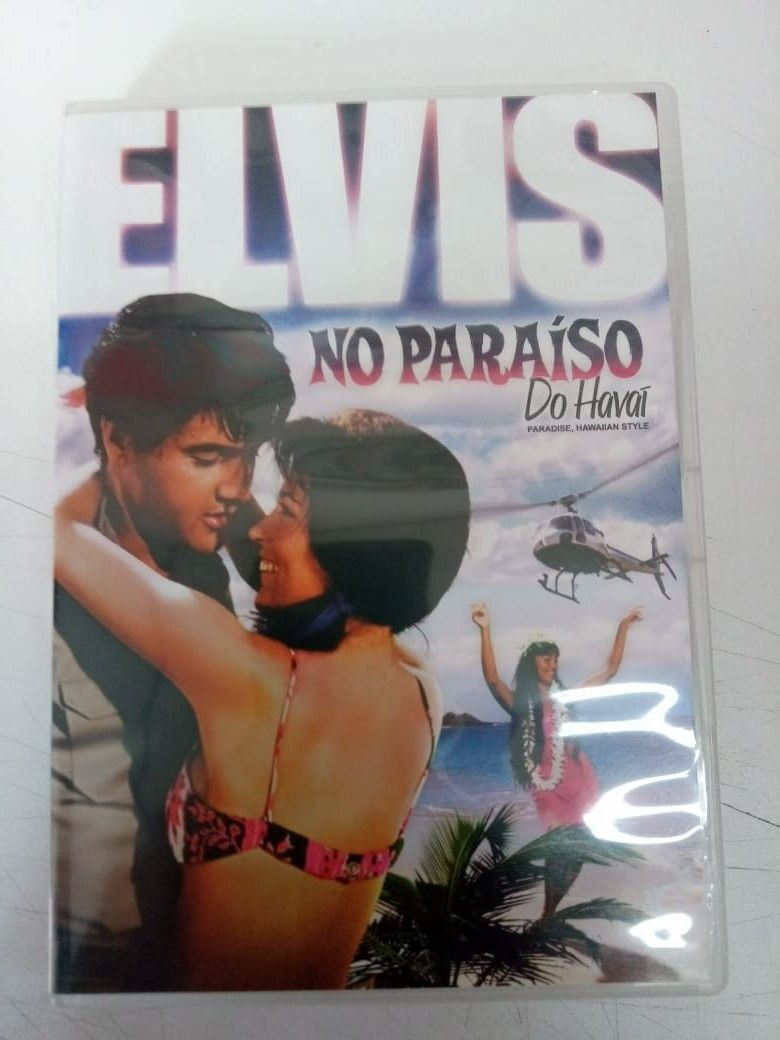 ELVIS
NO PARAÍSO
Do Havaí
PARADISE, HAWAIIAN STYLE